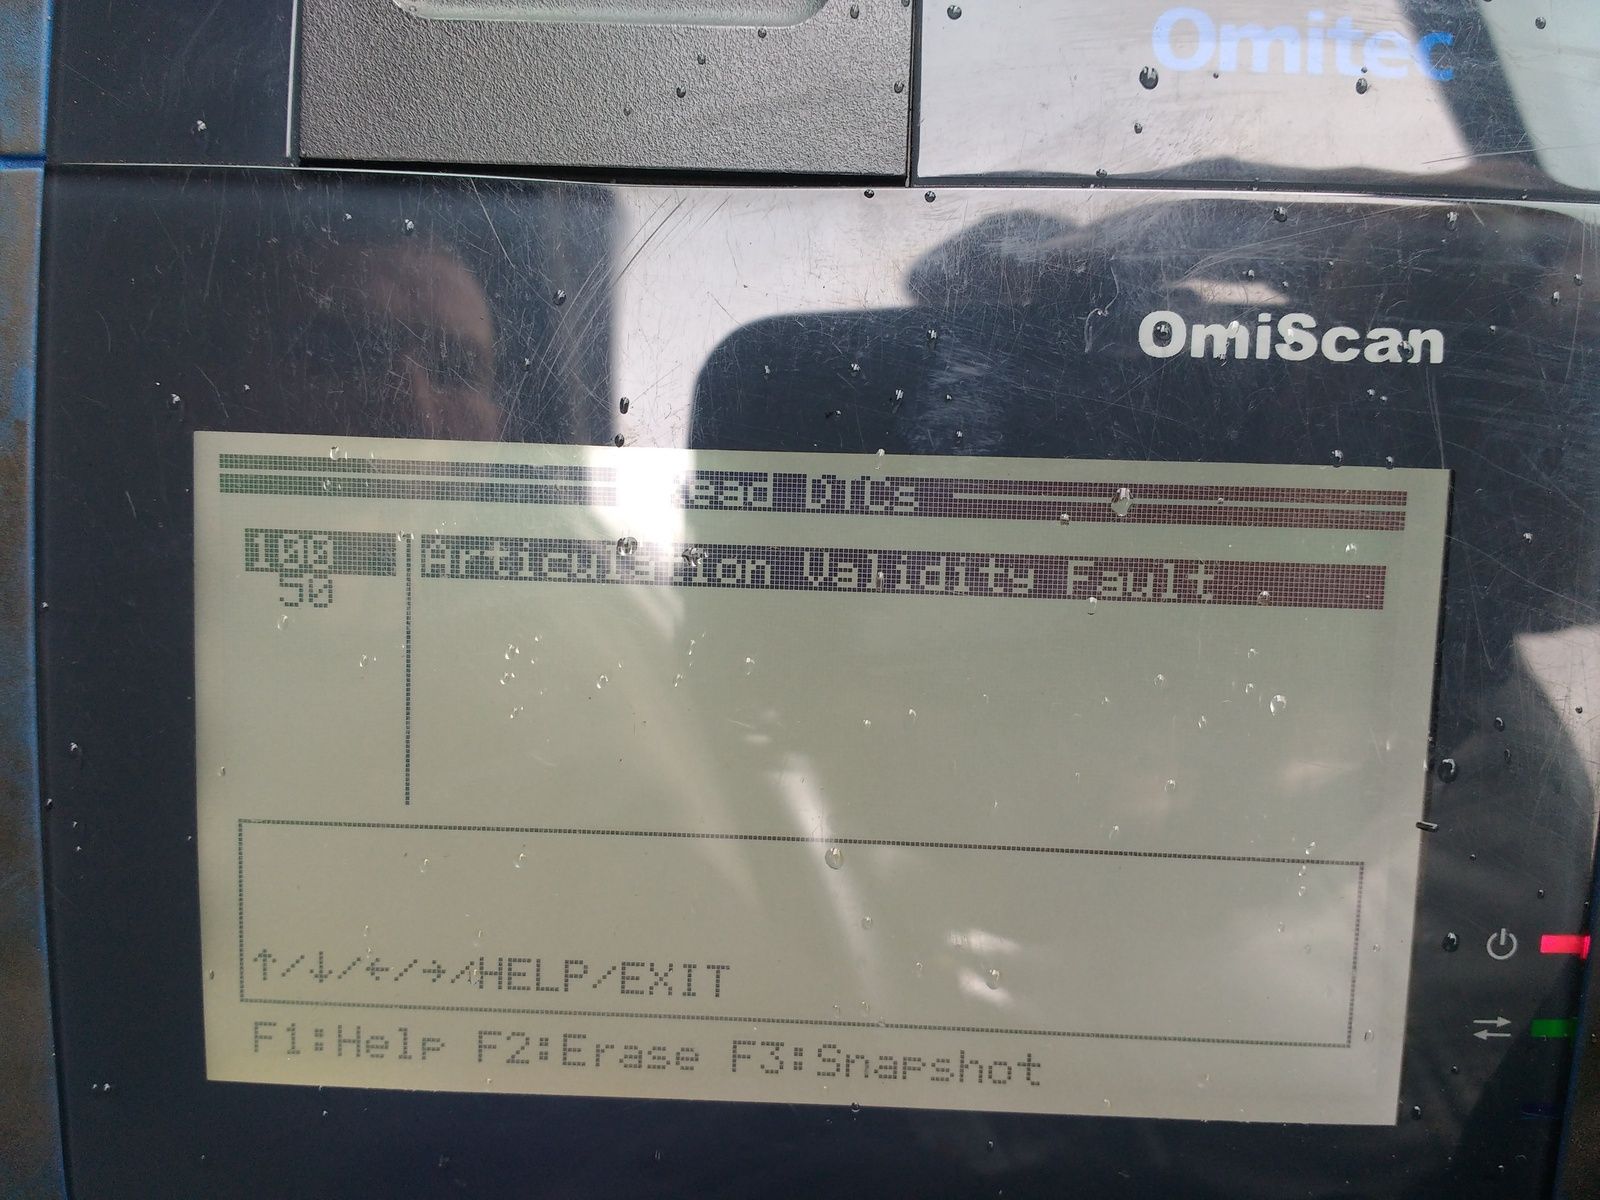 Omitec
OmiScan
Read DTCs
100 Articulation Validity Fault
50
↑/↓/←/→/HELP/EXIT
F1:Help F2:Erase F3:Snapshot